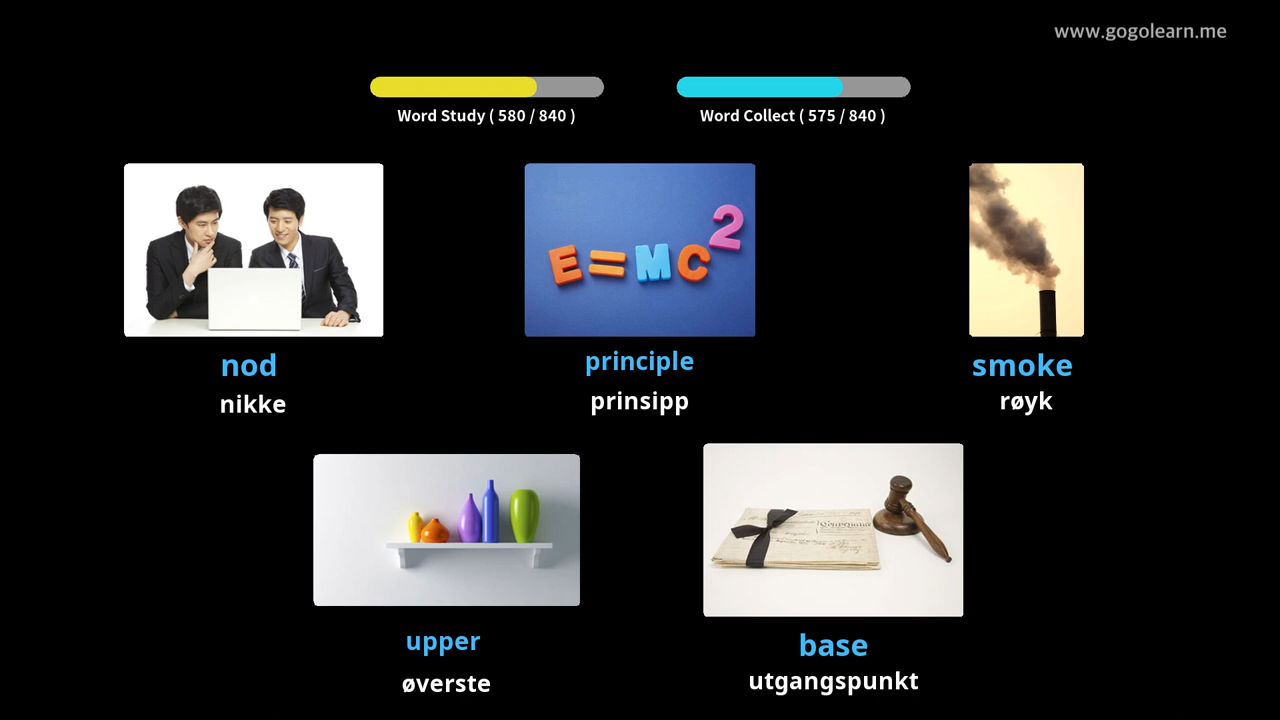 www.gogolearn.me
Word Study ( 580 / 840 )
Word Collect ( 575 / 840 )
E=MC2
nod
nikke
principle
prinsipp
smoke
røyk
upper
øverste
base
utgangspunkt